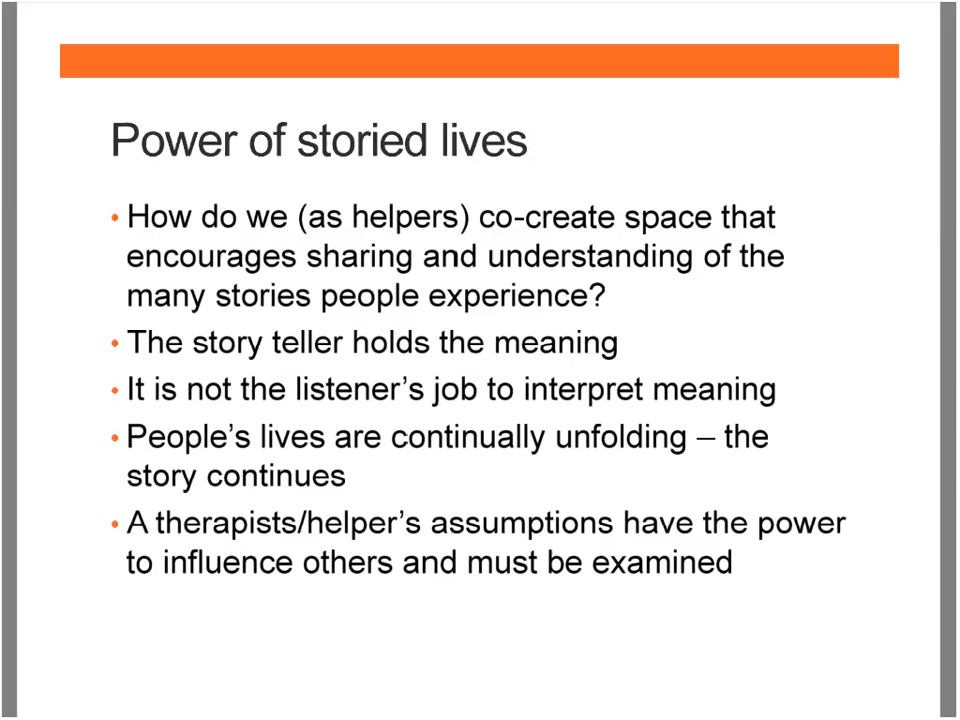 Power of storied lives
• How do we (as helpers) co-create space that
encourages sharing and understanding of the
many stories people experience?
• The story teller holds the meaning
• It is not the listener’s job to interpret meaning
• People’s lives are continually unfolding – the
story continues
• A therapists/helper’s assumptions have the power
to influence others and must be examined